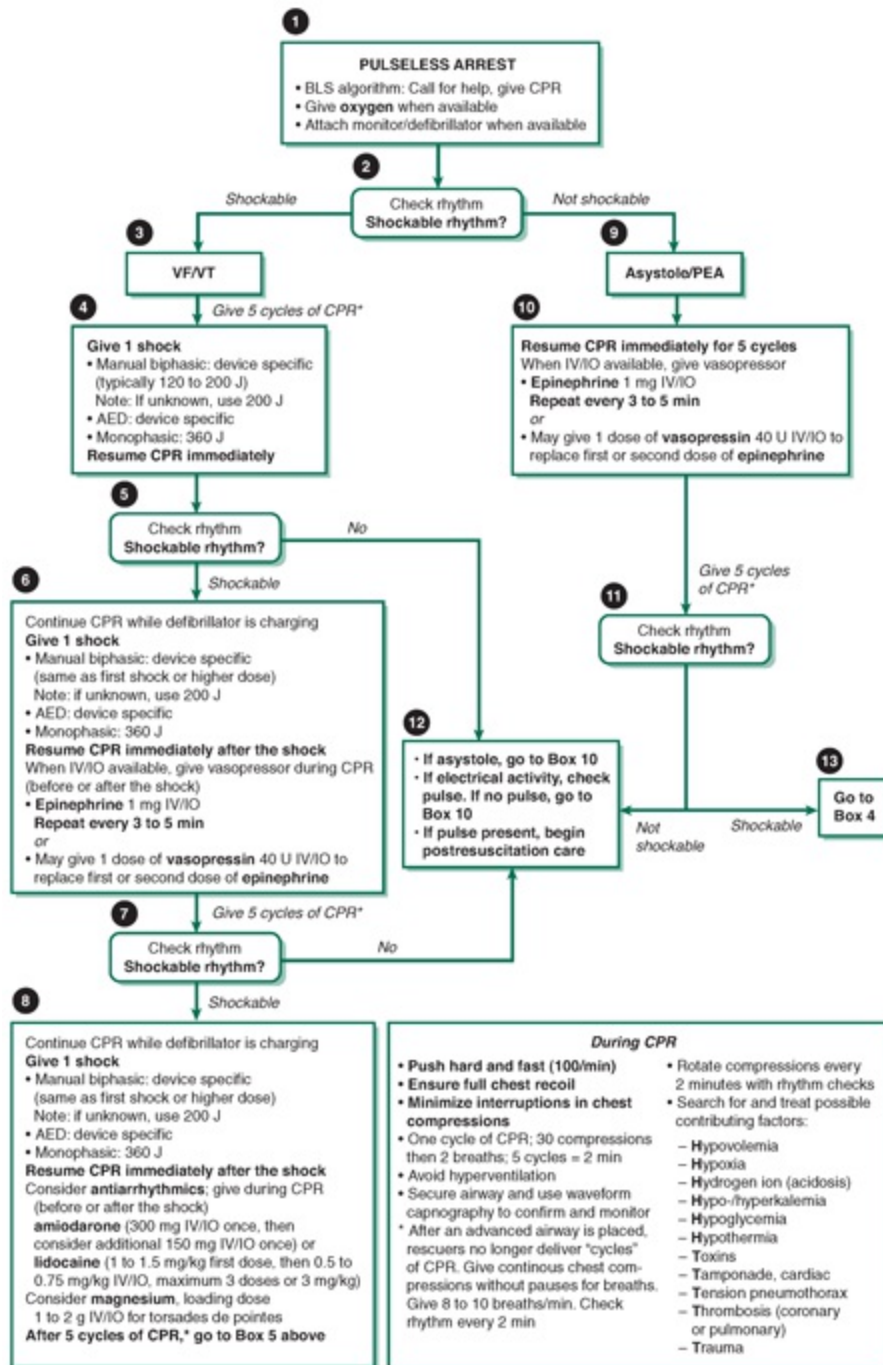 1
PULSELESS ARREST
• BLS algorithm: Call for help, give CPR
• Give oxygen when available
• Attach monitor/defibrillator when available
2
Shockable
Check rhythm
Shockable rhythm?
Not shockable
3
VF/VT
Give 5 cycles of CPR*
4
Give 1 shock
• Manual biphasic: device specific
(typically 120 to 200 J)
Note: If unknown, use 200 J
• AED: device specific
• Monophasic: 360 J
Resume CPR immediately
9
Asystole/PEA
10
Resume CPR immediately for 5 cycles
When IV/IO available, give vasopressor
• Epinephrine 1 mg IV/IO
Repeat every 3 to 5 min
or
• May give 1 dose of vasopressin 40 U IV/IO to
replace first or second dose of epinephrine
5
Check rhythm
Shockable rhythm?
No
Shockable
6
Continue CPR while defibrillator is charging
Give 1 shock
• Manual biphasic: device specific
(same as first shock or higher dose)
Note: if unknown, use 200 J
• AED: device specific
• Monophasic: 360 J
Resume CPR immediately after the shock
When IV/IO available, give vasopressor during CPR
(before or after the shock)
• Epinephrine 1 mg IV/IO
Repeat every 3 to 5 min
or
• May give 1 dose of vasopressin 40 U IV/IO to
replace first or second dose of epinephrine
Give 5 cycles
of CPR*
11
Check rhythm
Shockable rhythm?
12
• If asystole, go to Box 10
• If electrical activity, check
pulse. If no pulse, go to
Box 10
• If pulse present, begin
postresuscitation care
Not
shockable
Shockable
13
Go to
Box 4
Give 5 cycles of CPR*
7
Check rhythm
Shockable rhythm?
No
Shockable
8
Continue CPR while defibrillator is charging
Give 1 shock
• Manual biphasic: device specific
(same as first shock or higher dose)
Note: if unknown, use 200 J
• AED: device specific
• Monophasic: 360 J
Resume CPR immediately after the shock
Consider antiarrhythmics; give during CPR
(before or after the shock)
amiodarone (300 mg IV/IO once, then
consider additional 150 mg IV/IO once) or
lidocaine (1 to 1.5 mg/kg first dose, then 0.5 to
0.75 mg/kg IV/IO, maximum 3 doses or 3 mg/kg)
Consider magnesium, loading dose
1 to 2 g IV/IO for torsades de pointes
After 5 cycles of CPR,* go to Box 5 above
During CPR
• Push hard and fast (100/min)
• Ensure full chest recoil
• Minimize interruptions in chest
compressions
• One cycle of CPR; 30 compressions
then 2 breaths; 5 cycles = 2 min
• Avoid hyperventilation
• Secure airway and use waveform
capnography to confirm and monitor
* After an advanced airway is placed,
rescuers no longer deliver “cycles”
of CPR. Give continous chest com-
pressions without pauses for breaths.
Give 8 to 10 breaths/min. Check
rhythm every 2 min
• Rotate compressions every
2 minutes with rhythm checks
• Search for and treat possible
contributing factors:
– Hypovolemia
– Hypoxia
– Hydrogen ion (acidosis)
– Hypo-/hyperkalemia
– Hypoglycemia
– Hypothermia
– Toxins
– Tamponade, cardiac
– Tension pneumothorax
– Thrombosis (coronary
or pulmonary)
– Trauma